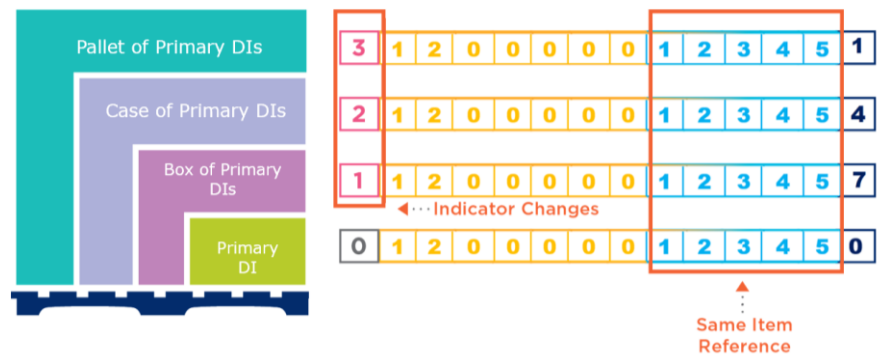 Pallet of Primary DIs
Case of Primary DIs
Box of Primary
DIs
Primary
DI
3 1 2 0 0 0 0 0 1 2 3 4 5 1
2 1 2 0 0 0 0 0 1 2 3 4 5 4
1 1 2 0 0 0 0 0 1 2 3 4 5 7
Indicator Changes
0 1 2 0 0 0 0 0 1 2 3 4 5 0
Same Item
Reference